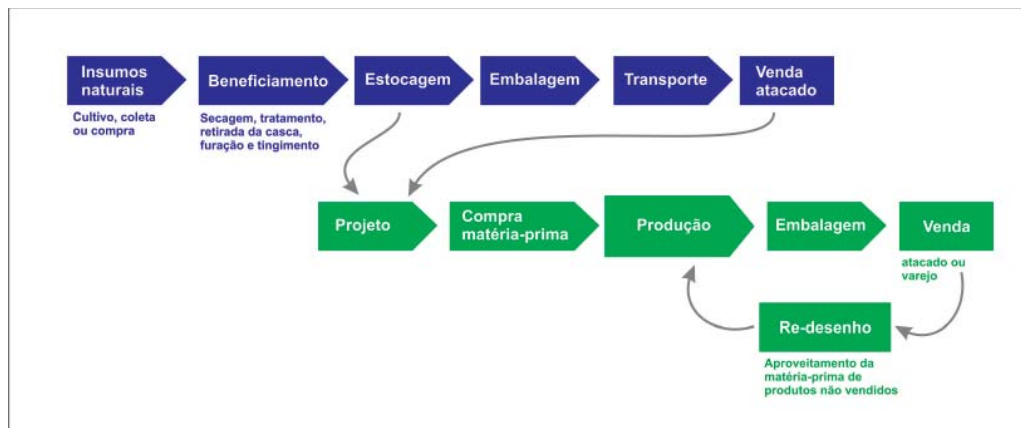 Insumos
naturais
Beneficiamento
Estocagem
Embalagem
Transporte
Venda
atacado
Cultivo, coleta
ou compra
Secagem, tratamento,
retirada da casca,
furação e tingimento
Projeto
Compra
matéria-prima
Produção
Embalagem
Venda
atacado ou
varejo
Re-desenho
Aproveitamento da
matéria-prima de
produtos não vendidos